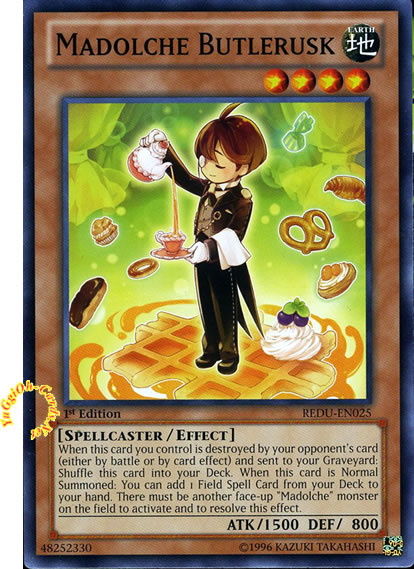 MADOLCHE BUTLERUSK
EARTH
地
YuGgiOh-Cards.Net
1st Edition
REDU-EN025
[SPELLCASTER / EFFECT]
When this card you control is destroyed by your opponent's card
(either by battle or by card effect) and sent to your Graveyard:
Shuffle this card into your Deck. When this card is Normal
Summoned: You can add 1 Field Spell Card from your Deck to
your hand. There must be another face-up "Madolche" monster
on the field to activate and to resolve this effect.
ATK/1500 DEF/ 800
48252330
©1996 KAZUKI TAKAHASHI